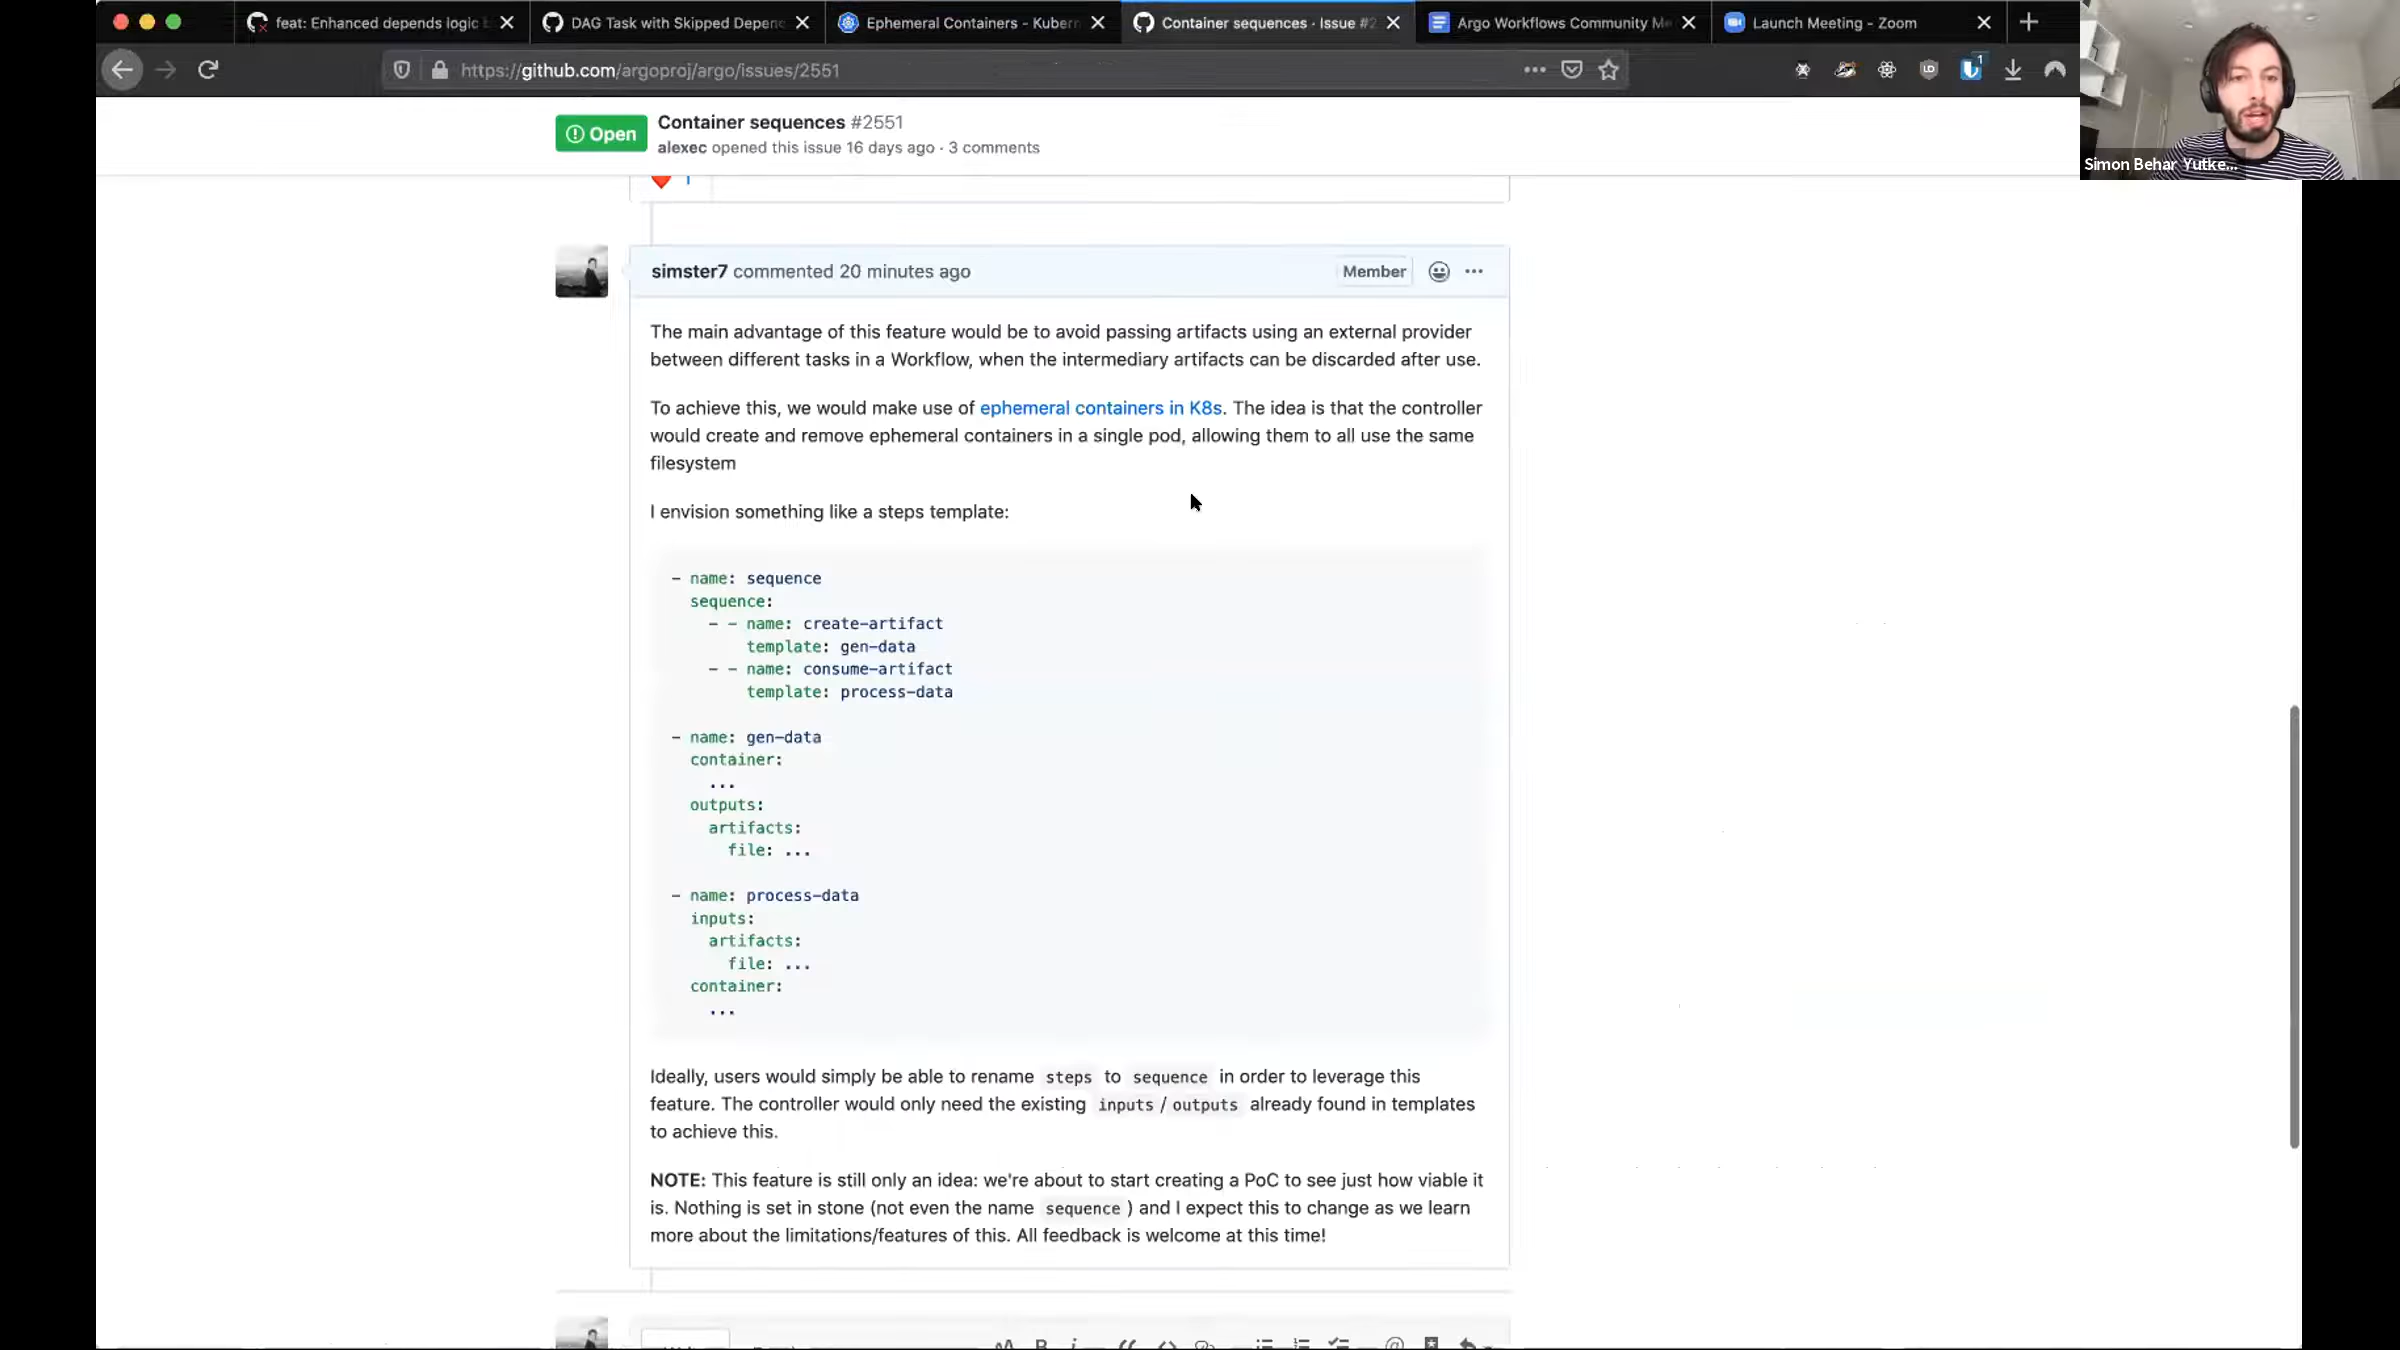 feat: Enhanced depends logic
DAG Task with Skipped Depen
Ephemeral Containers - Kubern
Container sequences · Issue #2
Argo Workflows Community M
Launch Meeting - Zoom
https://github.com/argoproj/argo/issues/2551
1
Simon Behar Yutke...
Open
Container sequences #2551
alexec opened this issue 16 days ago · 3 comments
1
simster7 commented 20 minutes ago
Member
The main advantage of this feature would be to avoid passing artifacts using an external provider
between different tasks in a Workflow, when the intermediary artifacts can be discarded after use.
To achieve this, we would make use of ephemeral containers in K8s. The idea is that the controller
would create and remove ephemeral containers in a single pod, allowing them to all use the same
filesystem
I envision something like a steps template:
- name: sequence
sequence:
- - name: create-artifact
template: gen-data
- - name: consume-artifact
template: process-data
- name: gen-data
container:
...
outputs:
artifacts:
file: ...
- name: process-data
inputs:
artifacts:
file: ...
container:
...
Ideally, users would simply be able to rename steps to sequence in order to leverage this
feature. The controller would only need the existing inputs / outputs already found in templates
to achieve this.
NOTE: This feature is still only an idea: we're about to start creating a PoC to see just how viable it
is. Nothing is set in stone (not even the name sequence ) and I expect this to change as we learn
more about the limitations/features of this. All feedback is welcome at this time!